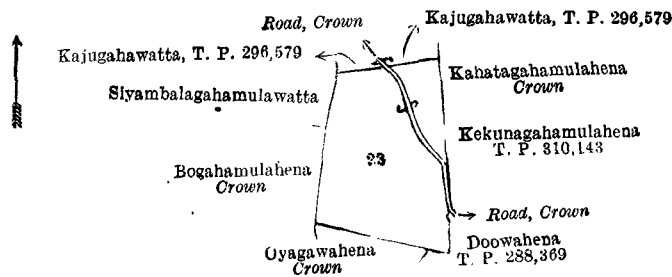 Road, Crown
Kajugahawatta, T. P. 296,579
Kajugahawatta, T. P. 296,579
Kahatagahamulahena
Crown
Siyambalagahamulawatta
Kekunagahamulahena
T. P. 310,143
23
Bogahamulahena
Crown
Road, Crown
Oyagawahena
Crown
Doowahena
T. P. 288,369